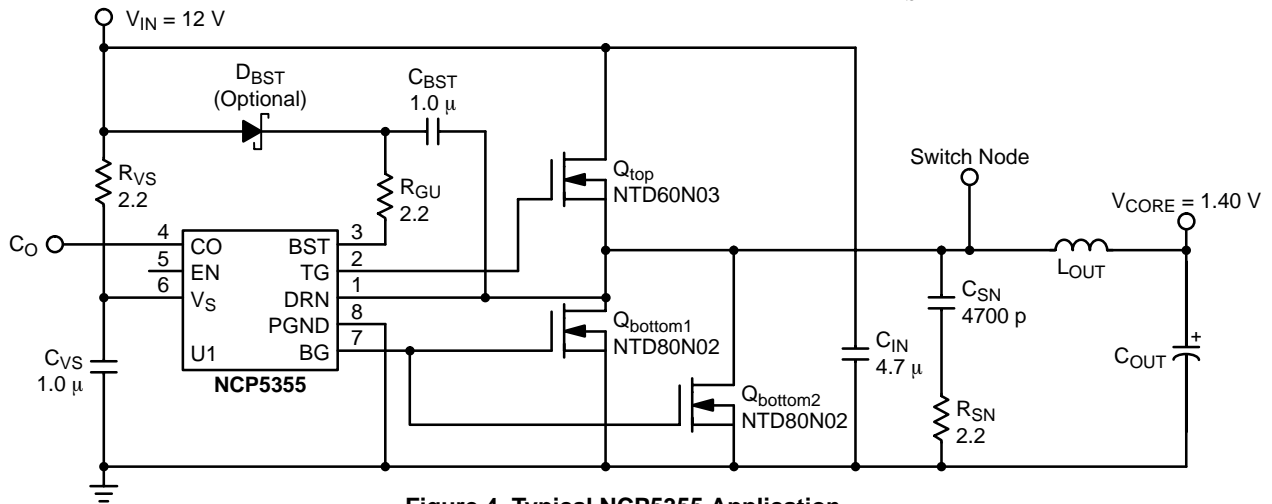 V_IN = 12 V
D_BST
(Optional)
C_BST
1.0 μ
R_VS
2.2
R_GU
2.2
Q_top
NTD60N03
Switch Node
V_CORE = 1.40 V
C_O
4
CO
5
EN
6
V_S
BST
3
TG
2
DRN
1
PGND
8
BG
7
U1
NCP5355
C_VS
1.0 μ
Q_bottom1
NTD80N02
Q_bottom2
NTD80N02
C_IN
4.7 μ
C_SN
4700 p
R_SN
2.2
L_OUT
C_OUT
+
Figure 4. Typical NCP5355 Application